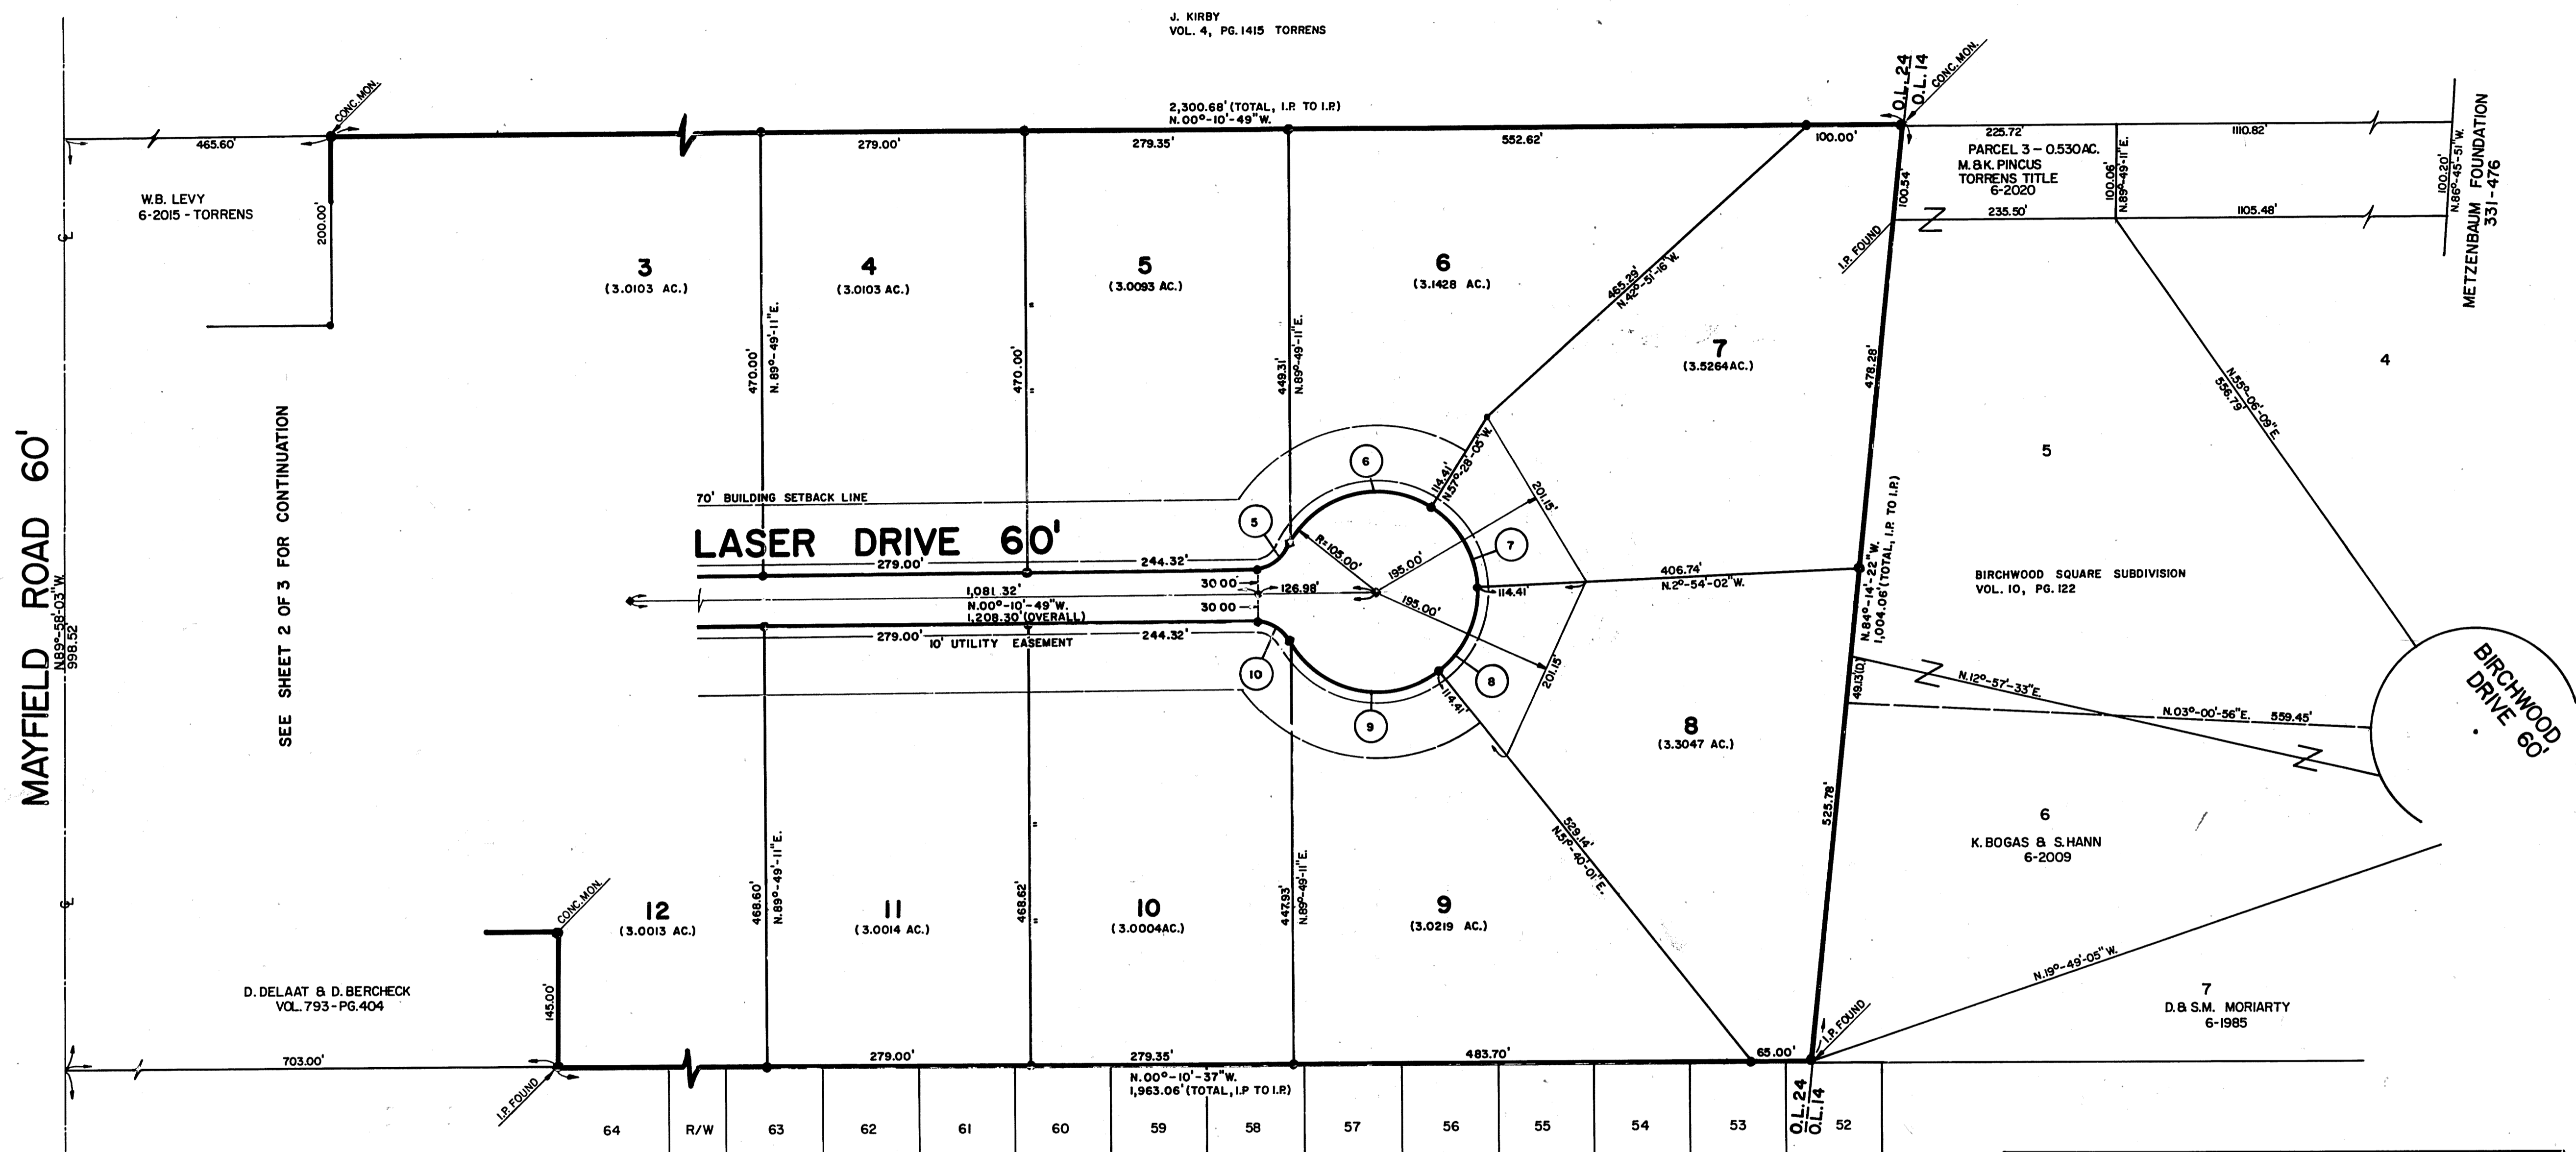 J. KIRBY
VOL. 4, PG. 1415 TORRENS
CONC. MON.
O.L. 24
O.L. 14
CONC. MON.
2,300.68' (TOTAL, I.P. TO I.P.)
N. 00°-10'-49" W.
465.60'
279.00'
279.35'
552.62'
100.00'
225.72'
1110.82'
W.B. LEVY
6-2015 - TORRENS
200.00'
100.54'
PARCEL 3 - 0.530 AC.
M. & K. PINCUS
TORRENS TITLE
6-2020
100.06'
N. 89°-49'-11" E.
100.20'
N. 86°-45'-51" W.
METZENBAUM FOUNDATION
331-476
235.50'
1105.48'
I.P. FOUND
3
(3.0103 AC.)
4
(3.0103 AC.)
5
(3.0093 AC.)
6
(3.1428 AC.)
7
(3.5264 AC.)
465.29'
N. 42°-51'-16" W.
470.00'
N. 89°-49'-11" E.
470.00'
"
"
449.31'
N. 89°-49'-11" E.
478.28'
4
5
N. 55°-06'-09" E.
556.79'
MAYFIELD ROAD 60'
N. 89°-58'-03" W.
998.52'
SEE SHEET 2 OF 3 FOR CONTINUATION
70' BUILDING SETBACK LINE
LASER DRIVE 60'
279.00'
244.32'
5
6
7
8
9
10
R=105.00'
114.41'
N. 57°-28'-05" W.
201.15'
195.00'
195.00'
201.15'
114.41'
114.41'
406.74'
N. 2°-54'-02" W.
30.00'
30.00'
126.98'
1,081.32'
N. 00°-10'-49" W.
1,208.30' (OVERALL)
279.00'
244.32'
10' UTILITY EASEMENT
N. 84°-14'-22" W.
1,004.06' (TOTAL, I.P. TO I.P.)
BIRCHWOOD SQUARE SUBDIVISION
VOL. 10, PG. 122
49.13' (D.)
N. 12°-57'-33" E.
N. 03°-00'-56" E. 559.45'
BIRCHWOOD
DRIVE 60'
8
(3.3047 AC.)
525.78'
529.14'
N. 51°-40'-01" E.
6
K. BOGAS & S. HANN
6-2009
12
(3.0013 AC.)
11
(3.0014 AC.)
10
(3.0004 AC.)
9
(3.0219 AC.)
468.60'
N. 89°-49'-11" E.
468.62'
"
"
447.93'
N. 89°-49'-11" E.
CONC. MON.
D. DELAAT & D. BERCHECK
VOL. 793 - PG. 404
145.00'
N. 19°-49'-05" W.
7
D. & S.M. MORIARTY
6-1985
I.P. FOUND
703.00'
279.00'
279.35'
483.70'
65.00'
N. 00°-10'-37" W.
1,963.06' (TOTAL, I.P. TO I.P.)
I.P. FOUND
O.L. 24
O.L. 14
64
R/W
63
62
61
60
59
58
57
56
55
54
53
52